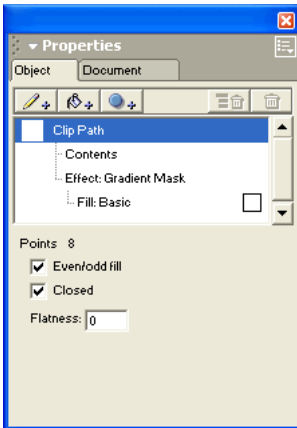 Properties
Object Document
Clip Path
Contents
Effect: Gradient Mask
Fill: Basic
Points 8
Even/odd fill
Closed
Flatness: 0